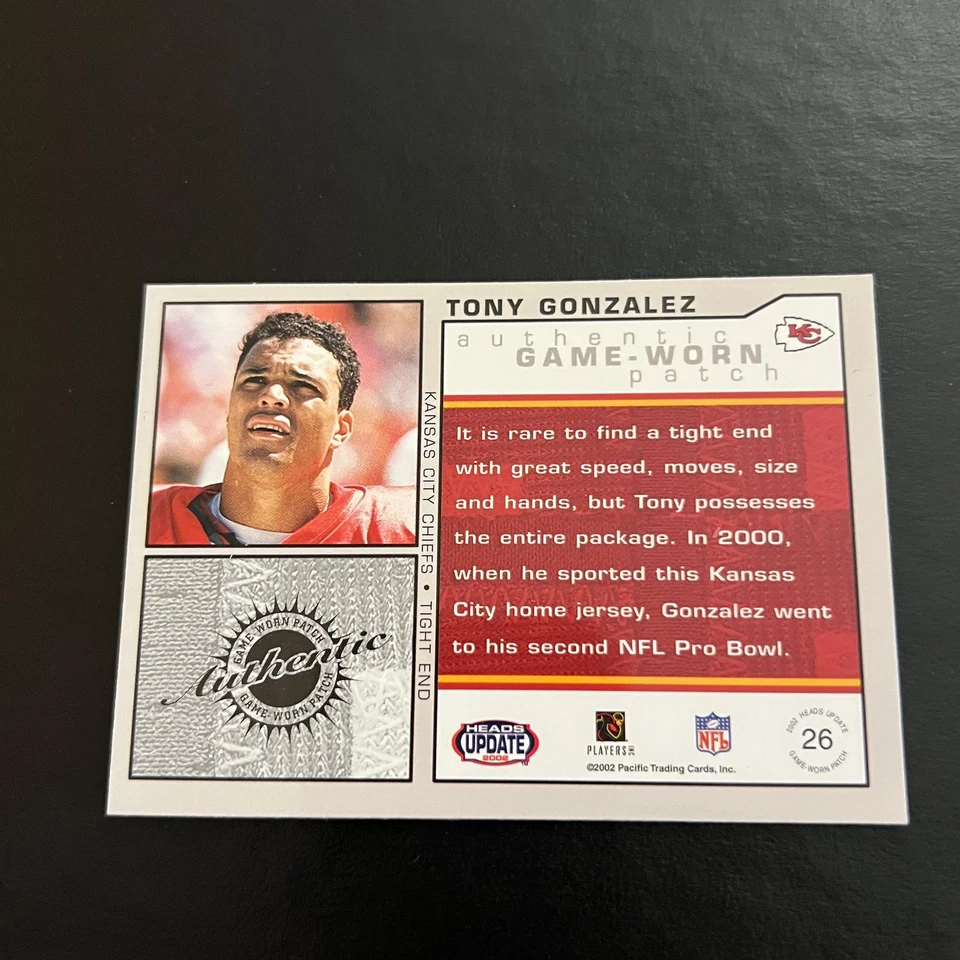 TONY GONZALEZ
authentic
GAME-WORN
patch
KC
KANSAS CITY CHIEFS • TIGHT END
It is rare to find a tight end
with great speed, moves, size
and hands, but Tony possesses
the entire package. In 2000,
when he sported this Kansas
City home jersey, Gonzalez went
to his second NFL Pro Bowl.
GAME-WORN PATCH
Authentic
GAME-WORN PATCH
HEADS
UPDATE
2002
PLAYERS INC
NFL
©2002 Pacific Trading Cards, Inc.
2002 HEADS UPDATE
26
GAME-WORN PATCH